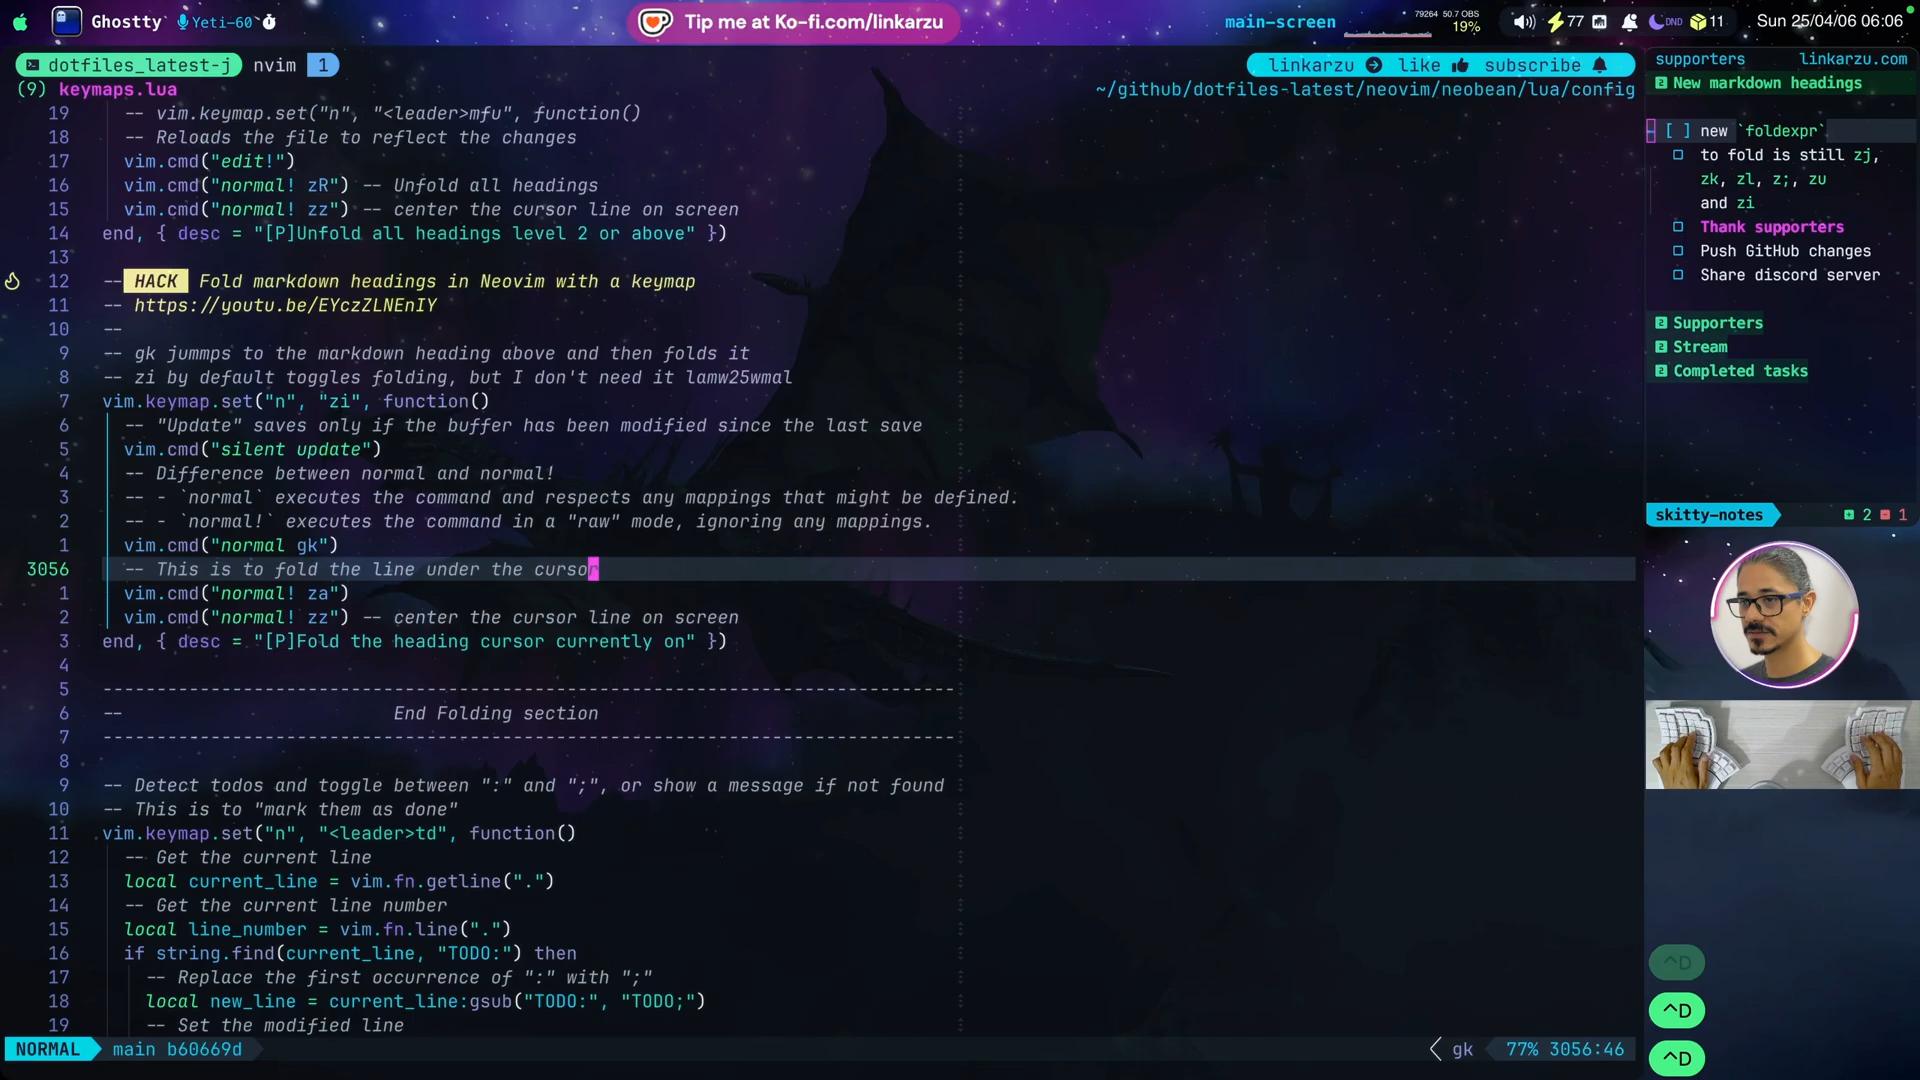 Ghostty
Yeti-60
Tip me at Ko-fi.com/linkarzu
main-screen
79264 50.7 OBS
19%
77
DND
11
Sun 25/04/06 06:06
dotfiles_latest-j nvim 1
linkarzu like subscribe
(9) keymaps.lua
~/github/dotfiles-latest/neovim/neobean/lua/config
19 -- vim.keymap.set("n", "<leader>mfu", function()
18 -- Reloads the file to reflect the changes
17 vim.cmd("edit!")
16 vim.cmd("normal! zR") -- Unfold all headings
15 vim.cmd("normal! zz") -- center the cursor line on screen
14 end, { desc = "[P]Unfold all headings level 2 or above" })
13
12 -- HACK Fold markdown headings in Neovim with a keymap
11 -- https://youtu.be/EYczZLNEnIY
10 --
9 -- gk jummps to the markdown heading above and then folds it
8 -- zi by default toggles folding, but I don't need it lamw25wmal
7 vim.keymap.set("n", "zi", function()
6 -- "Update" saves only if the buffer has been modified since the last save
5 vim.cmd("silent update")
4 -- Difference between normal and normal!
3 -- - `normal` executes the command and respects any mappings that might be defined.
2 -- - `normal!` executes the command in a "raw" mode, ignoring any mappings.
1 vim.cmd("normal gk")
3056 -- This is to fold the line under the cursor
1 vim.cmd("normal! za")
2 vim.cmd("normal! zz") -- center the cursor line on screen
3 end, { desc = "[P]Fold the heading cursor currently on" })
4
5 -------------------------------------------------------------------------------
6 -- End Folding section
7 -------------------------------------------------------------------------------
8
9 -- Detect todos and toggle between ":" and ";", or show a message if not found
10 -- This is to "mark them as done"
11 vim.keymap.set("n", "<leader>td", function()
12 -- Get the current line
13 local current_line = vim.fn.getline(".")
14 -- Get the current line number
15 local line_number = vim.fn.line(".")
16 if string.find(current_line, "TODO:") then
17 -- Replace the first occurrence of ":" with ";"
18 local new_line = current_line:gsub("TODO:", "TODO;")
19 -- Set the modified line
NORMAL main b60669d
gk 77% 3056:46
supporters linkarzu.com
2 New markdown headings
[ ] new `foldexpr`
to fold is still zj,
zk, zl, z;, zu
and zi
Thank supporters
Push GitHub changes
Share discord server
2 Supporters
2 Stream
2 Completed tasks
skitty-notes 2 1
^D
^D
^D